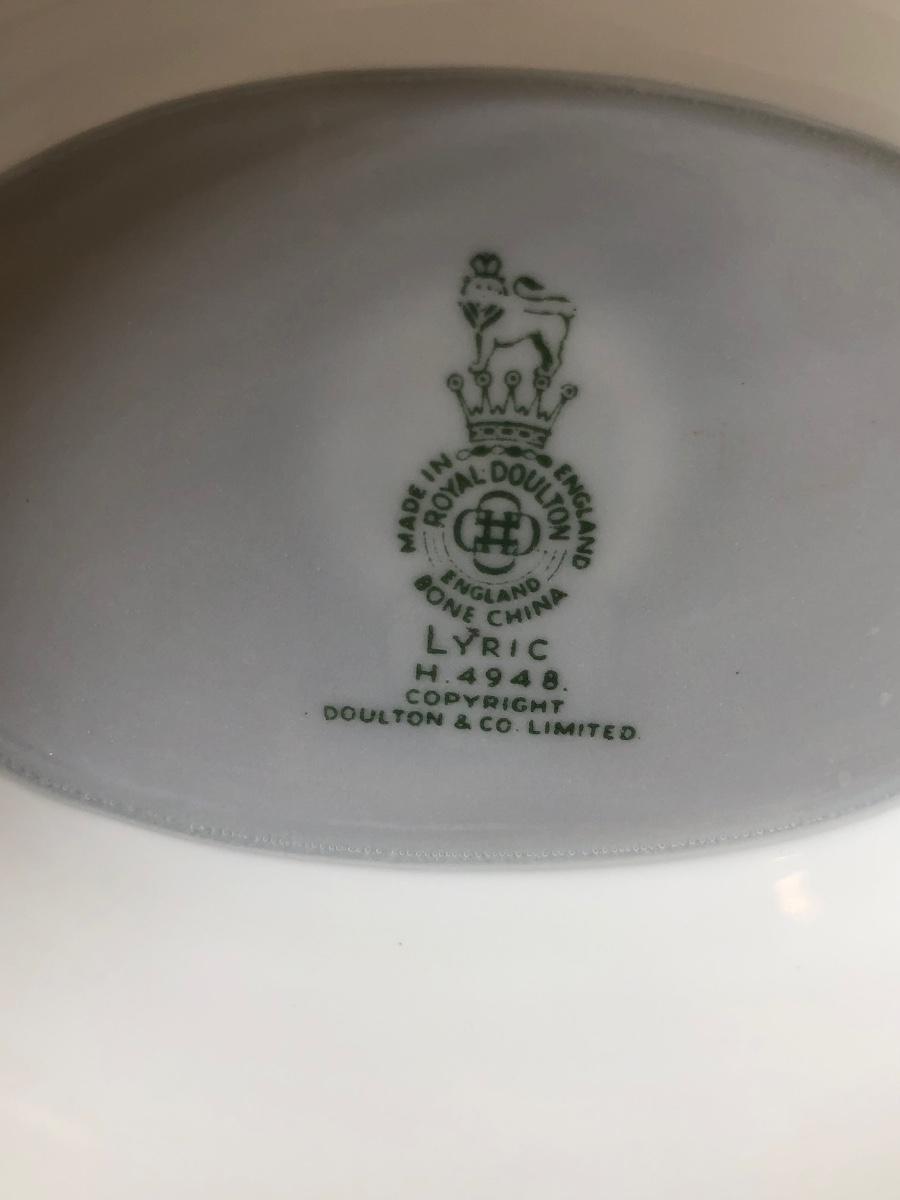 MADE IN ENGLAND
ROYAL DOULTON
ENGLAND
BONE CHINA
LYRIC
H.4948.
COPYRIGHT
DOULTON & CO. LIMITED.